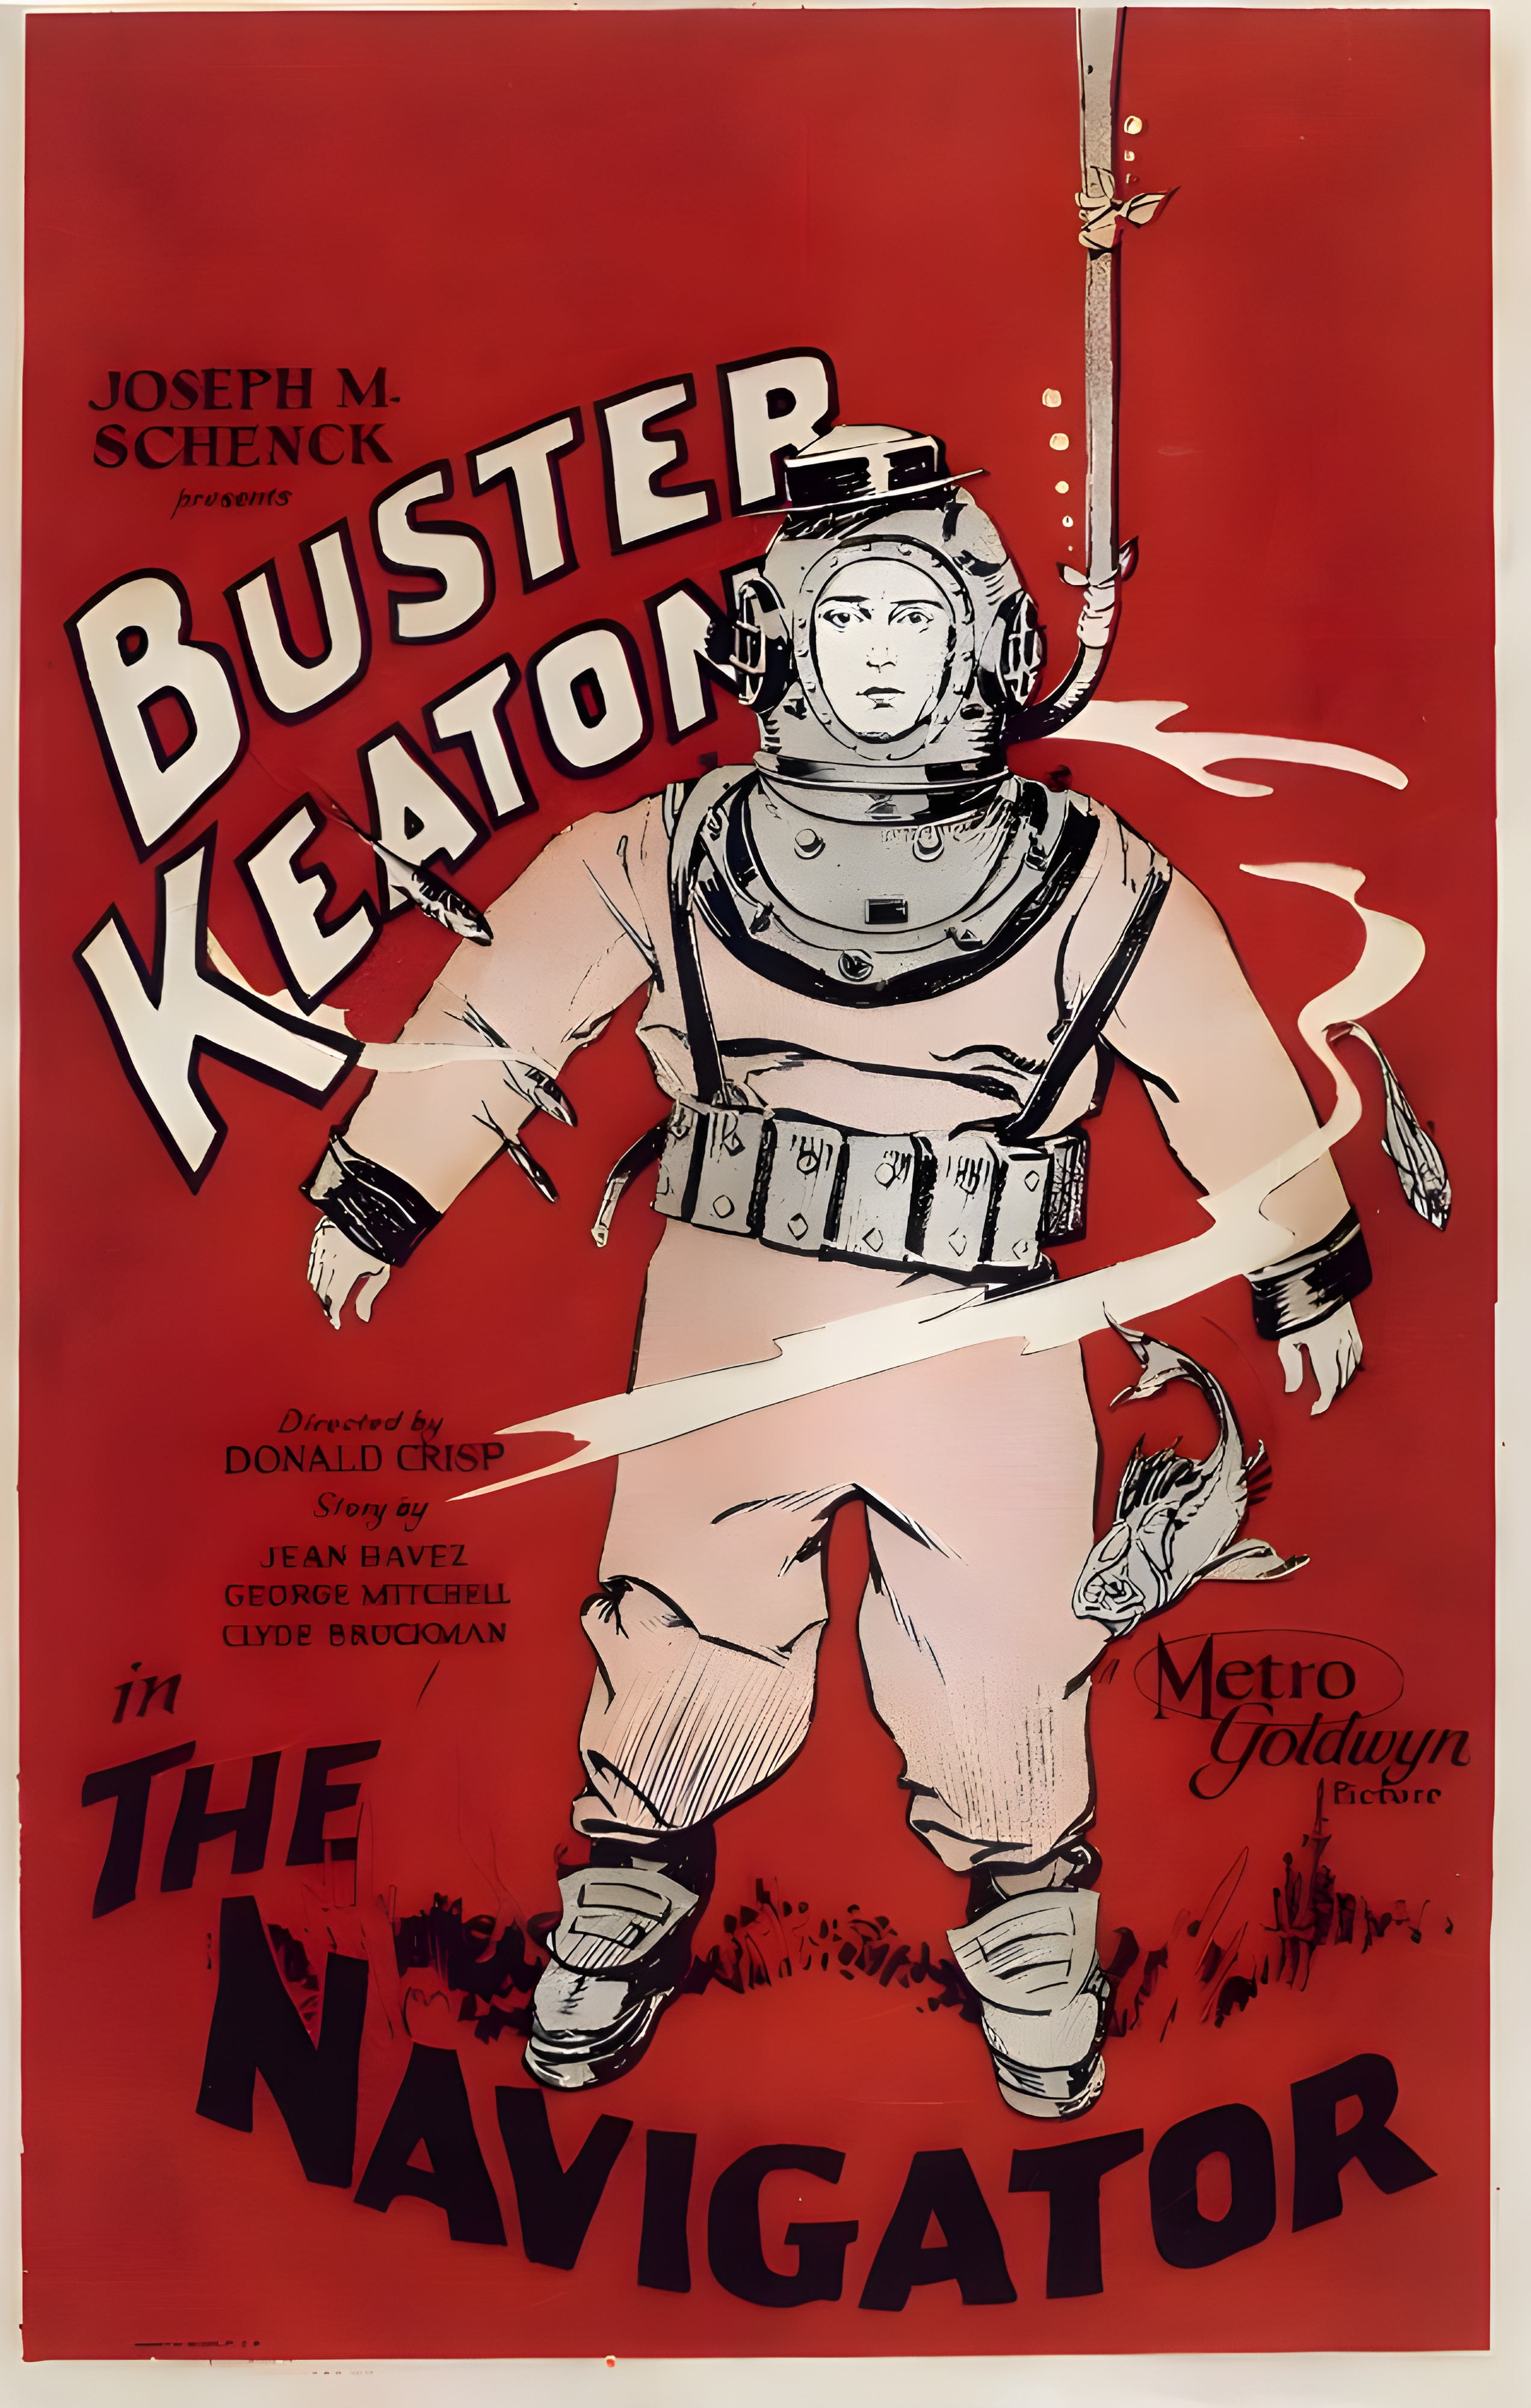 JOSEPH M.
SCHENCK
presents
BUSTER
KEATON
Directed by
DONALD CRISP
Story by
JEAN HAVEZ
GEORGE MITCHELL
CLYDE BRUCKMAN
in
THE
NAVIGATOR
Metro
Goldwyn
Picture